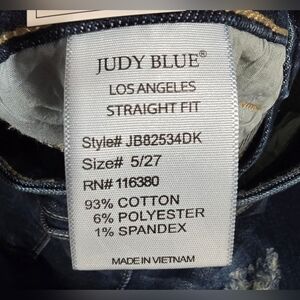 JUDY BLUE®
LOS ANGELES
STRAIGHT FIT
Style# JB82534DK
Size# 5/27
RN# 116380
93% COTTON
6% POLYESTER
1% SPANDEX
MADE IN VIETNAM